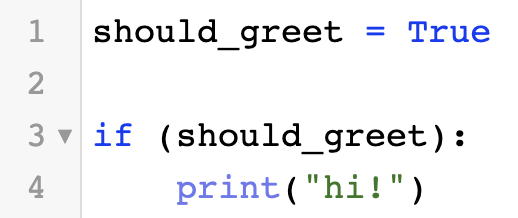 1 should_greet = True
2
3 ▼ if (should_greet):
4     print("hi!")